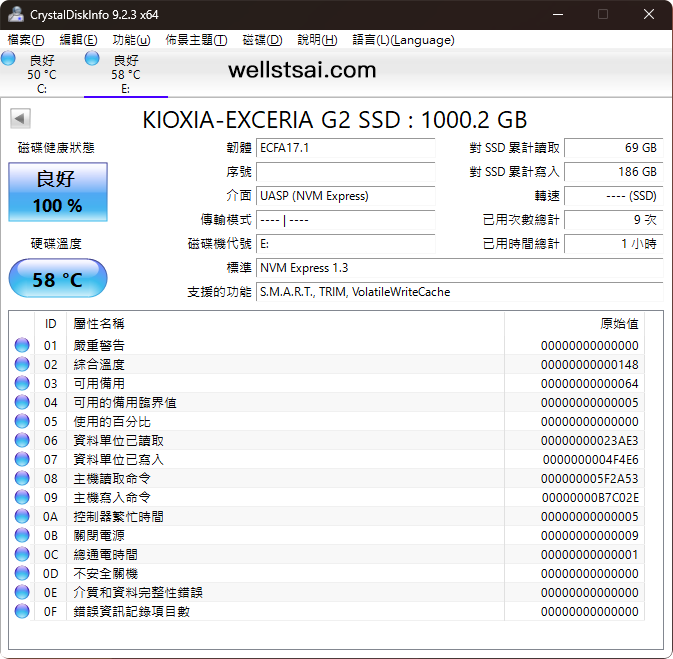 CrystalDiskInfo 9.2.3 x64
檔案(F) 編輯(E) 功能(u) 佈景主題(T) 磁碟(D) 說明(H) 語言(L)(Language)
良好 良好
50 °C 58 °C
C: E:
wellstsai.com
KIOXIA-EXCERIA G2 SSD : 1000.2 GB
磁碟健康狀態
良好
100 %
硬碟溫度
58 °C
韌體 ECFA17.1
序號
介面 UASP (NVM Express)
傳輸模式 ---- | ----
磁碟機代號 E:
標準 NVM Express 1.3
支援的功能 S.M.A.R.T., TRIM, VolatileWriteCache
對 SSD 累計讀取 69 GB
對 SSD 累計寫入 186 GB
轉速 ---- (SSD)
已用次數總計 9 次
已用時間總計 1 小時
ID 屬性名稱 原始值
01 嚴重警告 00000000000000
02 綜合溫度 00000000000148
03 可用備用 00000000000064
04 可用的備用臨界值 00000000000005
05 使用的百分比 00000000000000
06 資料單位已讀取 00000000023AE3
07 資料單位已寫入 0000000004F4E6
08 主機讀取命令 000000005F2A53
09 主機寫入命令 00000000B7C02E
0A 控制器繁忙時間 00000000000005
0B 關閉電源 00000000000009
0C 總通電時間 00000000000001
0D 不安全關機 00000000000000
0E 介質和資料完整性錯誤 00000000000000
0F 錯誤資訊記錄項目數 00000000000000